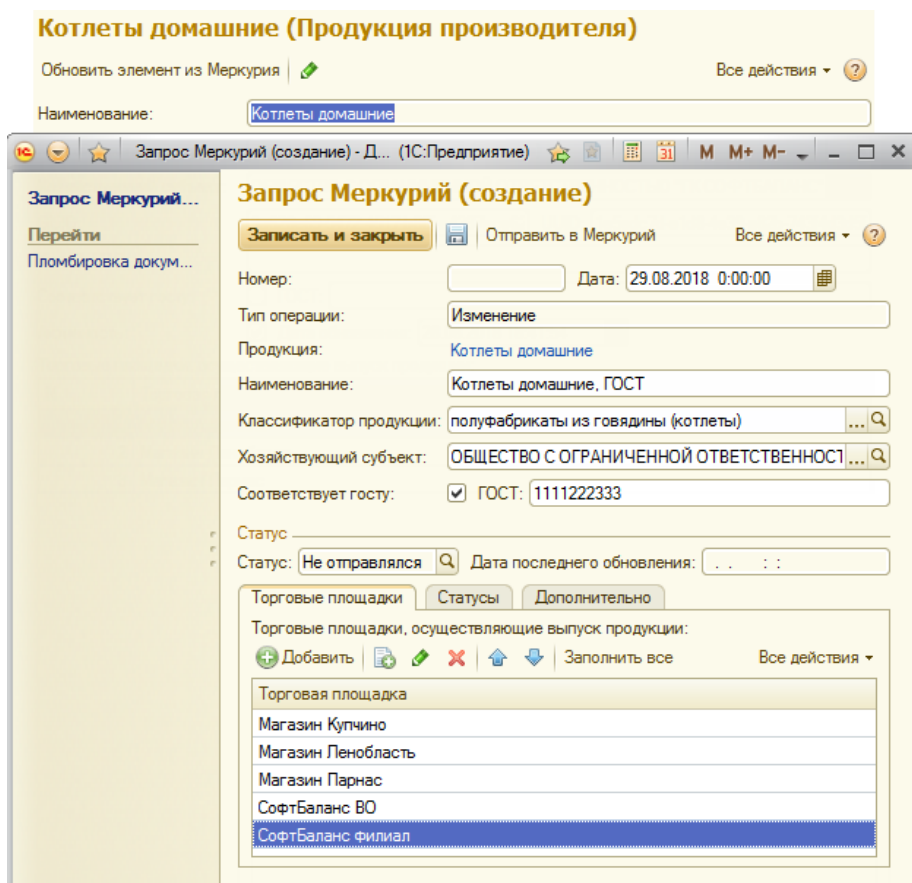 Котлеты домашние (Продукция производителя)
Обновить элемент из Меркурия Все действия ?
Наименование: Котлеты домашние
1С Запрос Меркурий (создание) - Д... (1С:Предприятие) 31 M M+ M-
Запрос Меркурий...
Перейти
Пломбировка докум...
Запрос Меркурий (создание)
Записать и закрыть Отправить в Меркурий Все действия ?
Номер: Дата: 29.08.2018 0:00:00
Тип операции: Изменение
Продукция: Котлеты домашние
Наименование: Котлеты домашние, ГОСТ
Классификатор продукции: полуфабрикаты из говядины (котлеты) ...
Хозяйствующий субъект: ОБЩЕСТВО С ОГРАНИЧЕННОЙ ОТВЕТСТВЕННОСТ ...
Соответствует госту: ГОСТ: 1111222333
Статус
Статус: Не отправлялся Дата последнего обновления: . . : :
Торговые площадки Статусы Дополнительно
Торговые площадки, осуществляющие выпуск продукции:
Добавить Заполнить все Все действия
Торговая площадка
Магазин Купчино
Магазин Ленобласть
Магазин Парнас
СофтБаланс ВО
СофтБаланс филиал